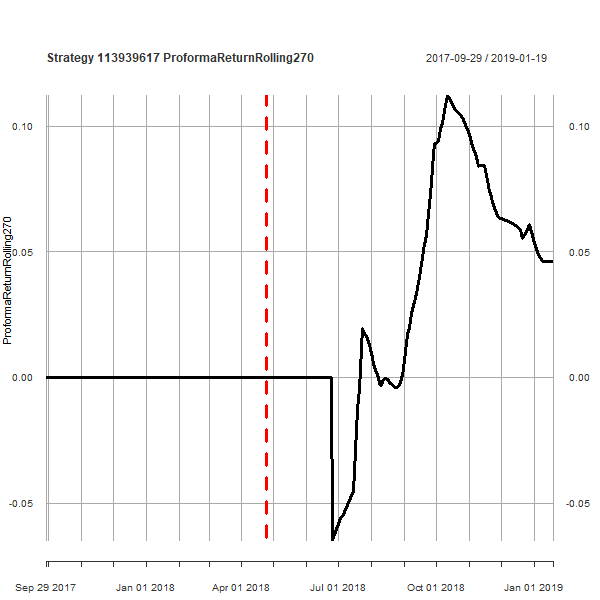 Strategy 113939617 ProformaReturnRolling270
2017-09-29 / 2019-01-19
ProformaReturnRolling270
0.10
0.05
0.00
-0.05
0.10
0.05
0.00
-0.05
Sep 29 2017
Jan 01 2018
Apr 01 2018
Jul 01 2018
Oct 01 2018
Jan 01 2019